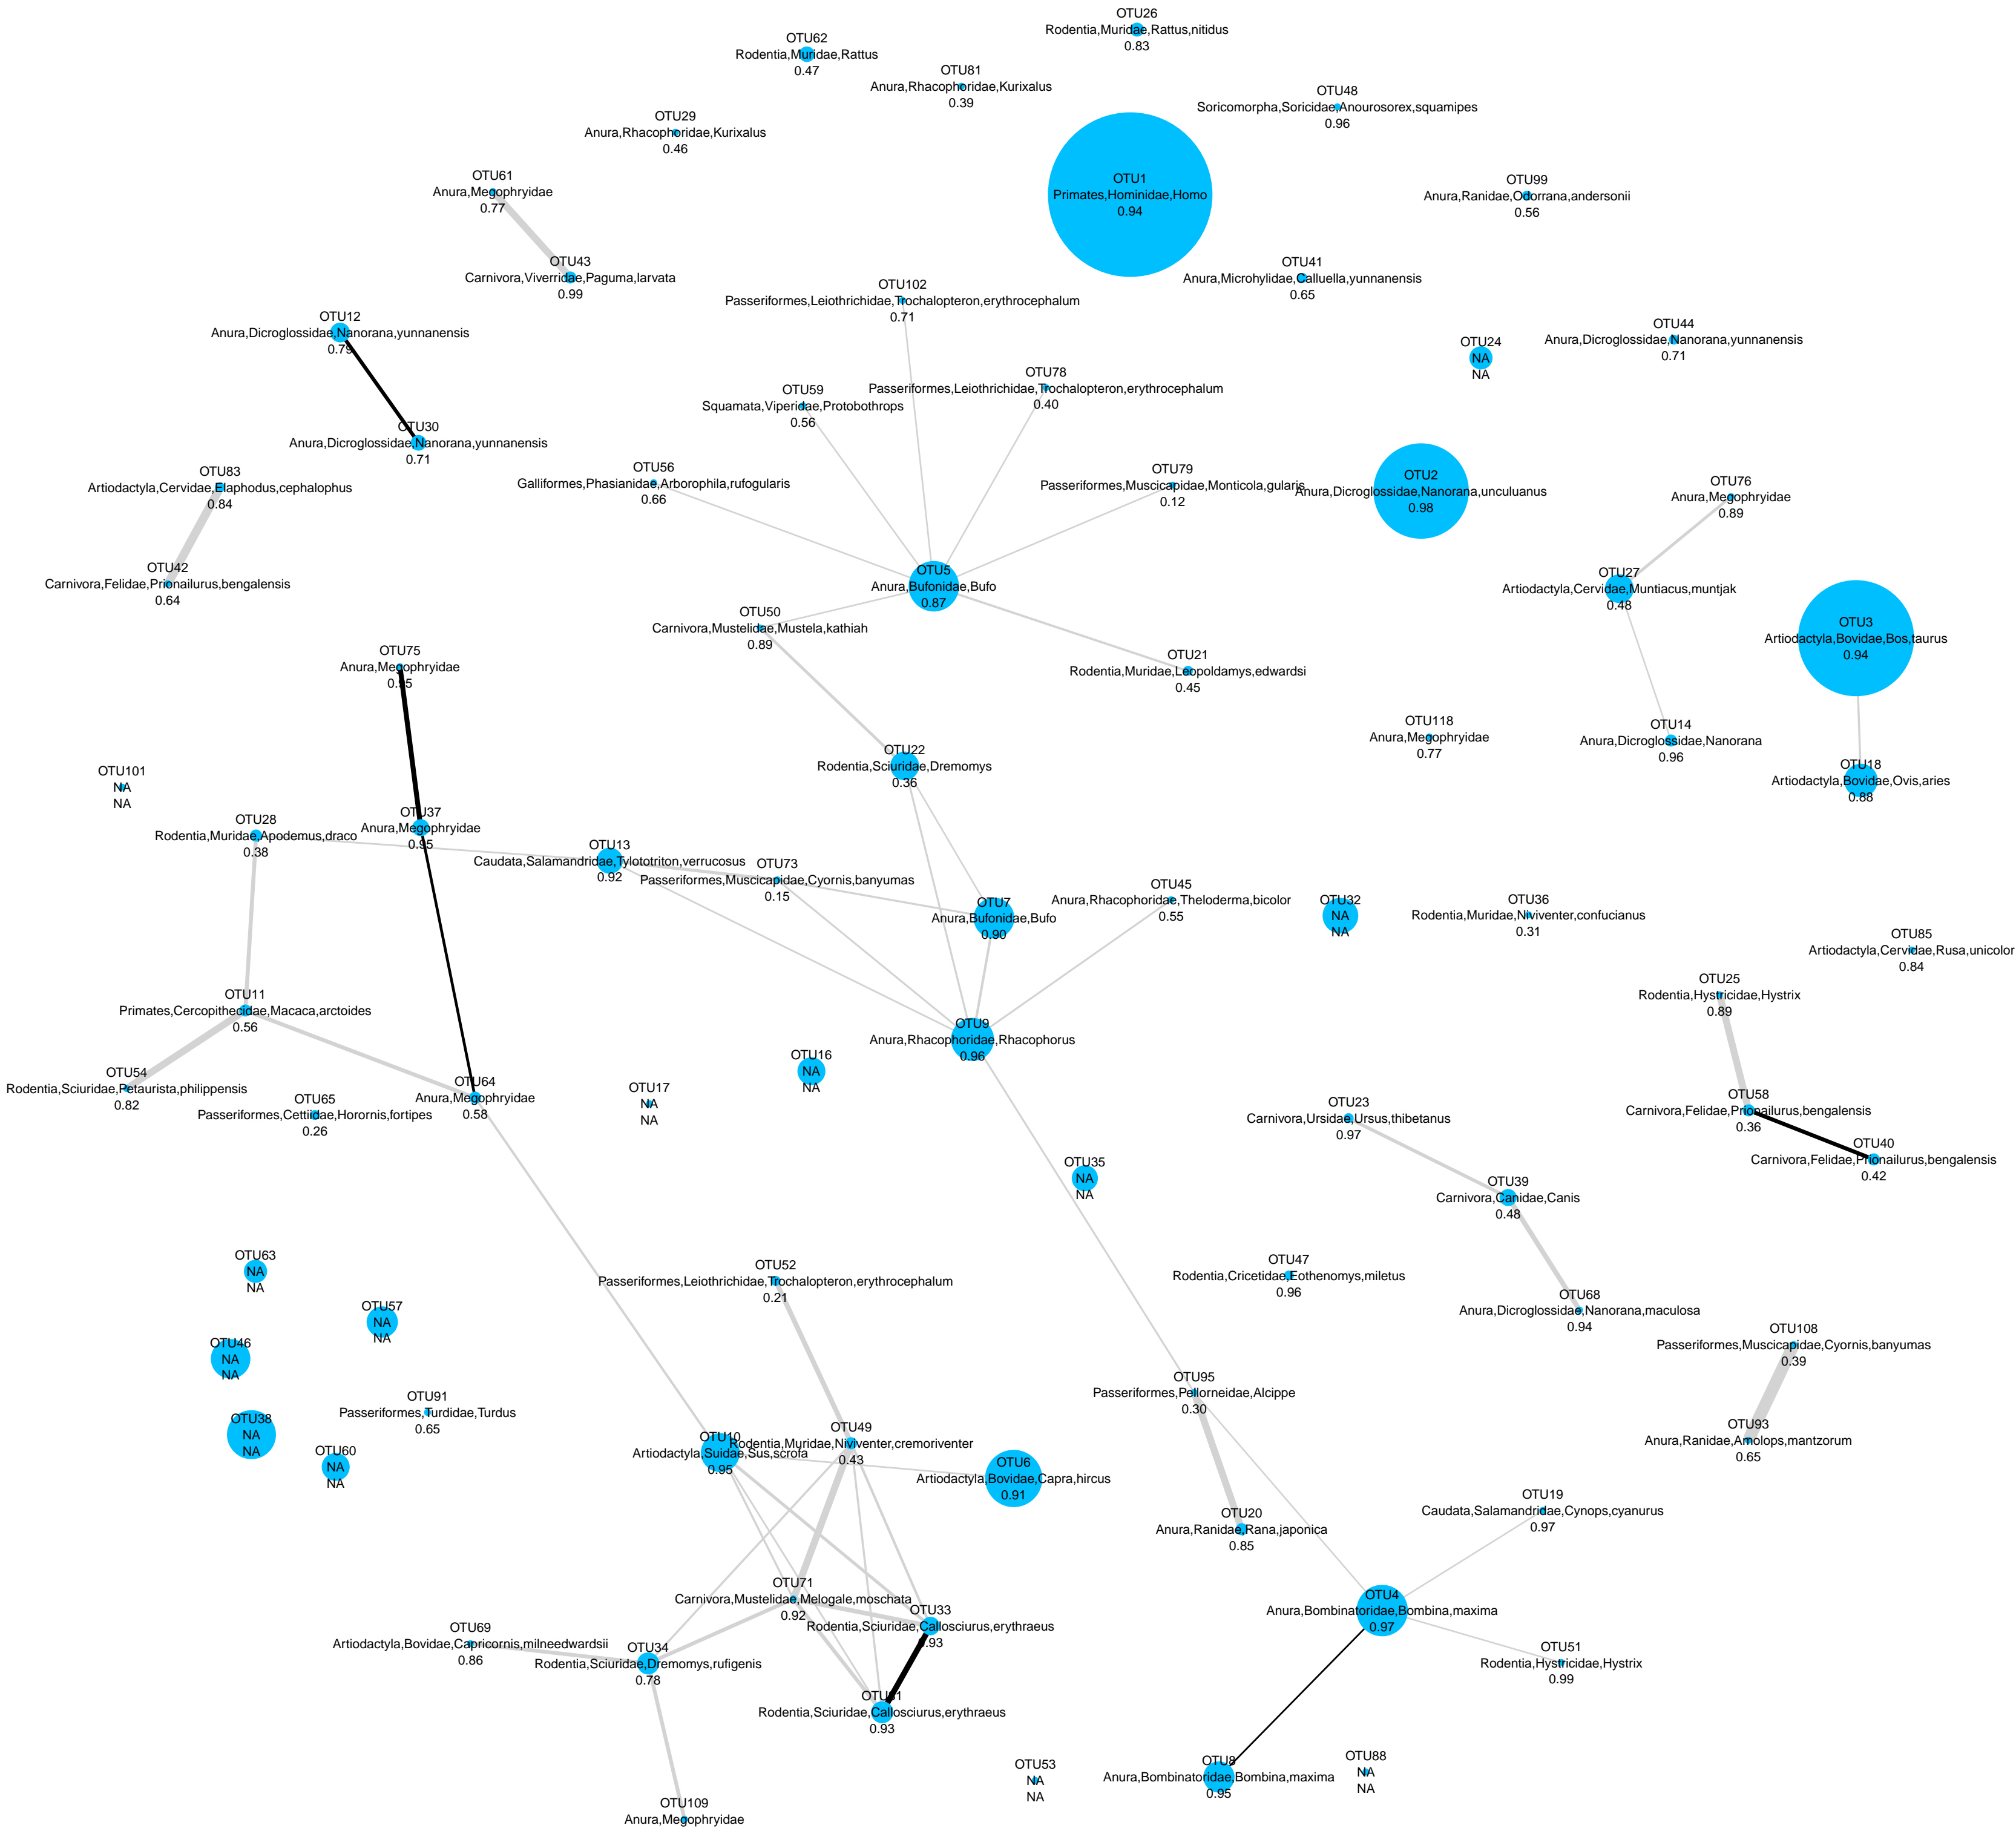 OTU26
Rodentia,Muridae,Rattus,nitidus
0.83
OTU62
Rodentia,Muridae,Rattus
0.47
OTU81
Anura,Rhacophoridae,Kurixalus
0.39
OTU48
Soricomorpha,Soricidae,Anourosorex,squamipes
0.96
OTU29
Anura,Rhacophoridae,Kurixalus
0.46
OTU61
Anura,Megophryidae
0.77
OTU1
Primates,Hominidae,Homo
0.94
OTU99
Anura,Ranidae,Odorrana,andersonii
0.56
OTU43
Carnivora,Viverridae,Paguma,larvata
0.99
OTU41
Anura,Microhylidae,Calluella,yunnanensis
0.65
OTU102
Passeriformes,Leiothrichidae,Trochalopteron,erythrocephalum
0.71
OTU12
Anura,Dicroglossidae,Nanorana,yunnanensis
0.79
OTU44
Anura,Dicroglossidae,Nanorana,yunnanensis
0.71
OTU24
NA
NA
OTU78
Passeriformes,Leiothrichidae,Trochalopteron,erythrocephalum
0.40
OTU59
Squamata,Viperidae,Protobothrops
0.56
OTU30
Anura,Dicroglossidae,Nanorana,yunnanensis
0.71
OTU83
Artiodactyla,Cervidae,Elaphodus,cephalophus
0.84
OTU56
Galliformes,Phasianidae,Arborophila,rufogularis
0.66
OTU79
Passeriformes,Muscicapidae,Monticola,gularis
0.12
OTU2
Anura,Dicroglossidae,Nanorana,unculuanus
0.98
OTU76
Anura,Megophryidae
0.89
OTU42
Carnivora,Felidae,Prionailurus,bengalensis
0.64
OTU5
Anura,Bufonidae,Bufo
0.87
OTU27
Artiodactyla,Cervidae,Muntiacus,muntjak
0.48
OTU50
Carnivora,Mustelidae,Mustela,kathiah
0.89
OTU3
Artiodactyla,Bovidae,Bos,taurus
0.94
OTU75
Anura,Megophryidae
0.95
OTU21
Rodentia,Muridae,Leopoldamys,edwardsi
0.45
OTU118
Anura,Megophryidae
0.77
OTU14
Anura,Dicroglossidae,Nanorana
0.96
OTU22
Rodentia,Sciuridae,Dremomys
0.36
OTU18
Artiodactyla,Bovidae,Ovis,aries
0.88
OTU101
NA
NA
OTU28
Rodentia,Muridae,Apodemus,draco
0.38
OTU37
Anura,Megophryidae
0.95
OTU13
Caudata,Salamandridae,Tylototriton,verrucosus
0.92
OTU73
Passeriformes,Muscicapidae,Cyornis,banyumas
0.15
OTU45
Anura,Rhacophoridae,Theloderma,bicolor
0.55
OTU7
Anura,Bufonidae,Bufo
0.90
OTU32
NA
NA
OTU36
Rodentia,Muridae,Niviventer,confucianus
0.31
OTU85
Artiodactyla,Cervidae,Rusa,unicolor
0.84
OTU25
Rodentia,Hystricidae,Hystrix
0.89
OTU11
Primates,Cercopithecidae,Macaca,arctoides
0.56
OTU9
Anura,Rhacophoridae,Rhacophorus
0.96
OTU16
NA
NA
OTU54
Rodentia,Sciuridae,Petaurista,philippensis
0.82
OTU64
Anura,Megophryidae
0.58
OTU17
NA
NA
OTU65
Passeriformes,Cettiidae,Horornis,fortipes
0.26
OTU23
Carnivora,Ursidae,Ursus,thibetanus
0.97
OTU58
Carnivora,Felidae,Prionailurus,bengalensis
0.36
OTU40
Carnivora,Felidae,Prionailurus,bengalensis
0.42
OTU35
NA
NA
OTU39
Carnivora,Canidae,Canis
0.48
OTU63
NA
NA
OTU52
Passeriformes,Leiothrichidae,Trochalopteron,erythrocephalum
0.21
OTU47
Rodentia,Cricetidae,Eothenomys,miletus
0.96
OTU68
Anura,Dicroglossidae,Nanorana,maculosa
0.94
OTU57
NA
NA
OTU108
Passeriformes,Muscicapidae,Cyornis,banyumas
0.39
OTU46
NA
NA
OTU95
Passeriformes,Pellorneidae,Alcippe
0.30
OTU91
Passeriformes,Turdidae,Turdus
0.65
OTU38
NA
NA
OTU49
Rodentia,Muridae,Niviventer,cremoriventer
0.43
OTU10
Artiodactyla,Suidae,Sus,scrofa
0.95
OTU93
Anura,Ranidae,Amolops,mantzorum
0.65
OTU60
NA
NA
OTU6
Artiodactyla,Bovidae,Capra,hircus
0.91
OTU19
Caudata,Salamandridae,Cynops,cyanurus
0.97
OTU20
Anura,Ranidae,Rana,japonica
0.85
OTU71
Carnivora,Mustelidae,Melogale,moschata
0.92
OTU4
Anura,Bombinatoridae,Bombina,maxima
0.97
OTU33
Rodentia,Sciuridae,Callosciurus,erythraeus
0.93
OTU69
Artiodactyla,Bovidae,Capricornis,milneedwardsii
0.86
OTU34
Rodentia,Sciuridae,Dremomys,rufigenis
0.78
OTU51
Rodentia,Hystricidae,Hystrix
0.99
OTU31
Rodentia,Sciuridae,Callosciurus,erythraeus
0.93
OTU53
NA
NA
OTU8
Anura,Bombinatoridae,Bombina,maxima
0.95
OTU88
NA
NA
OTU109
Anura,Megophryidae